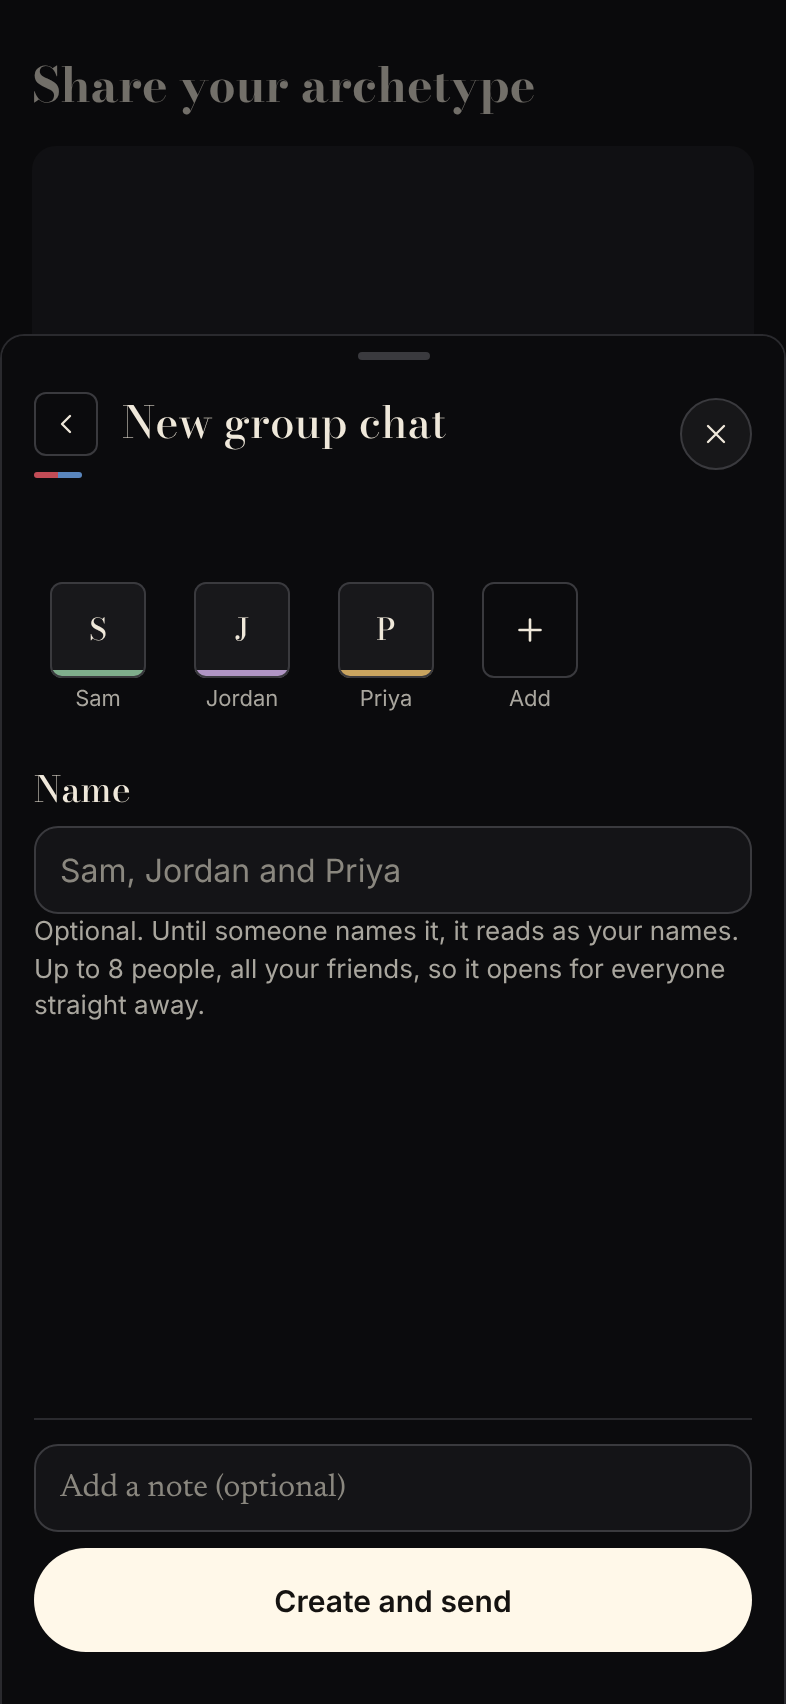 Share your archetype
New group chat
S
J
P
Sam
Jordan
Priya
Add
Name
Sam, Jordan and Priya
Optional. Until someone names it, it reads as your names.
Up to 8 people, all your friends, so it opens for everyone
straight away.
Add a note (optional)
Create and send